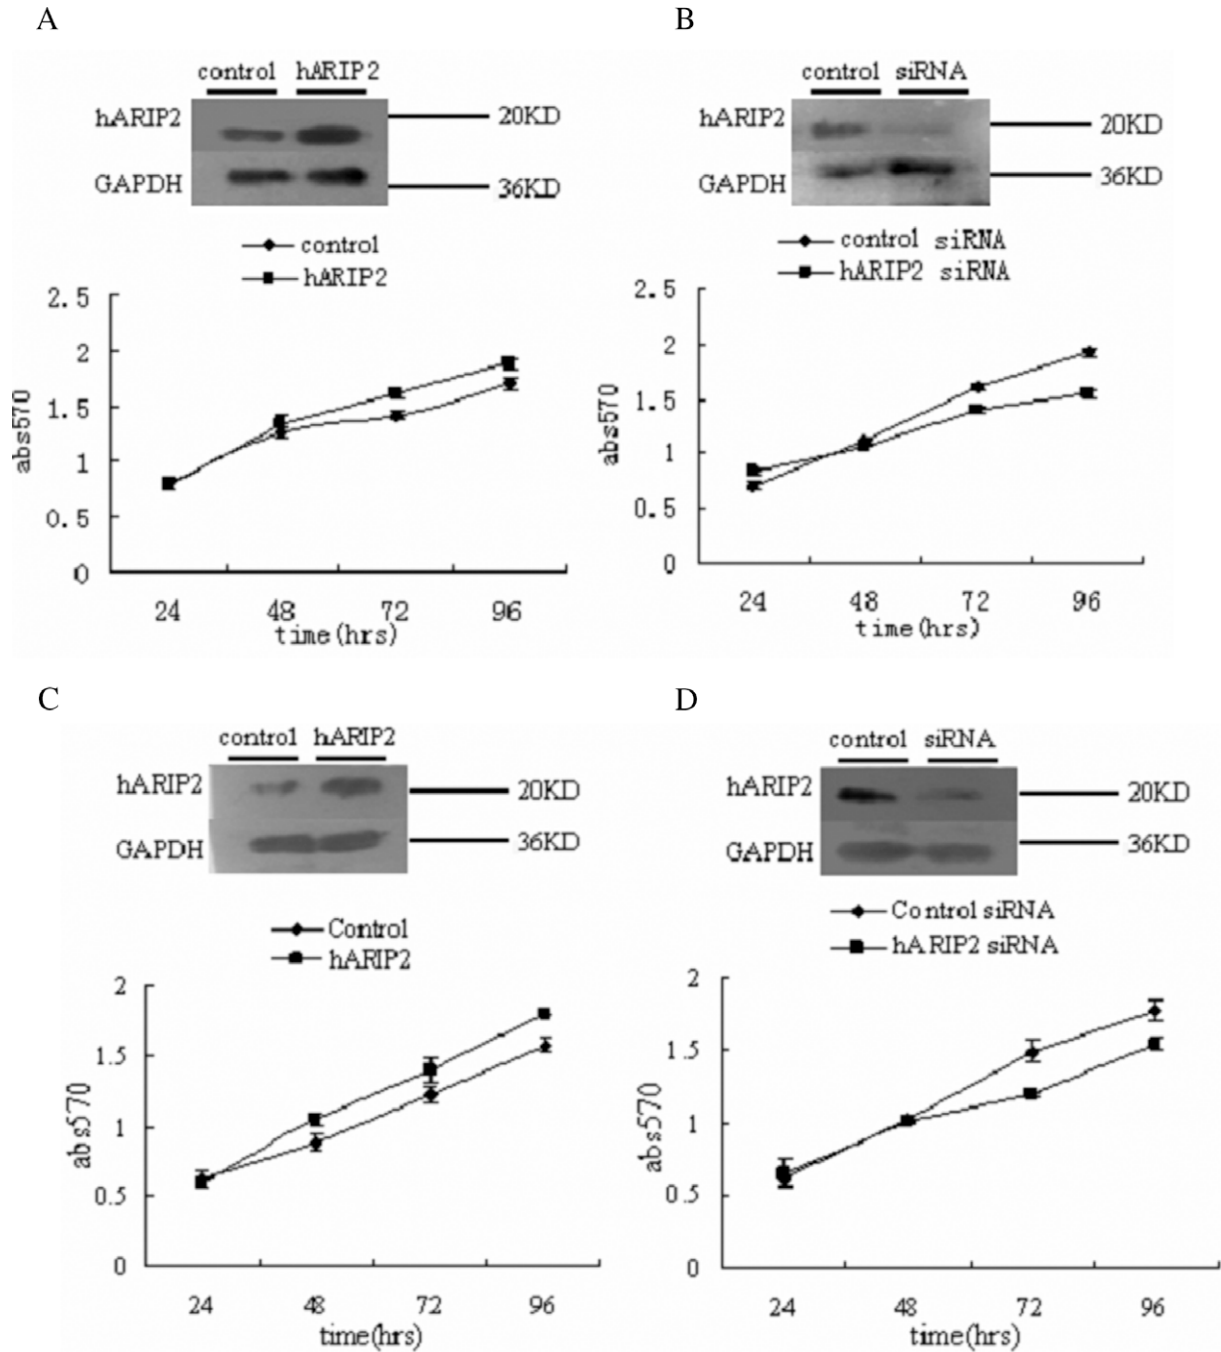 A
control hARIP2
hARIP2
20KD
GAPDH
36KD
control
hARIP2
2.5
2
1.5
1
0.5
0
abs570
24 48 72 96
time(hrs)
B
control siRNA
hARIP2
20KD
GAPDH
36KD
control siRNA
hARIP2 siRNA
2.5
2
1.5
1
0.5
0
abs570
24 48 72 96
time(hrs)
C
control hARIP2
hARIP2
20KD
GAPDH
36KD
Control
hARIP2
2
1.5
1
0.5
0
abs570
24 48 72 96
time(hrs)
D
control siRNA
hARIP2
20KD
GAPDH
36KD
Control siRNA
hARIP2 siRNA
2
1.5
1
0.5
0
abs570
24 48 72 96
time(hrs)